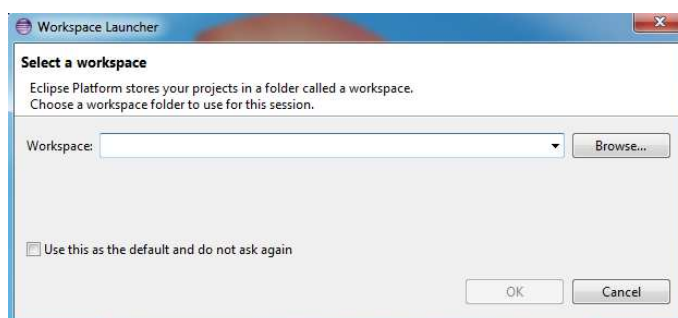 Workspace Launcher
Select a workspace
Eclipse Platform stores your projects in a folder called a workspace.
Choose a workspace folder to use for this session.
Workspace: Browse...
Use this as the default and do not ask again
OK Cancel